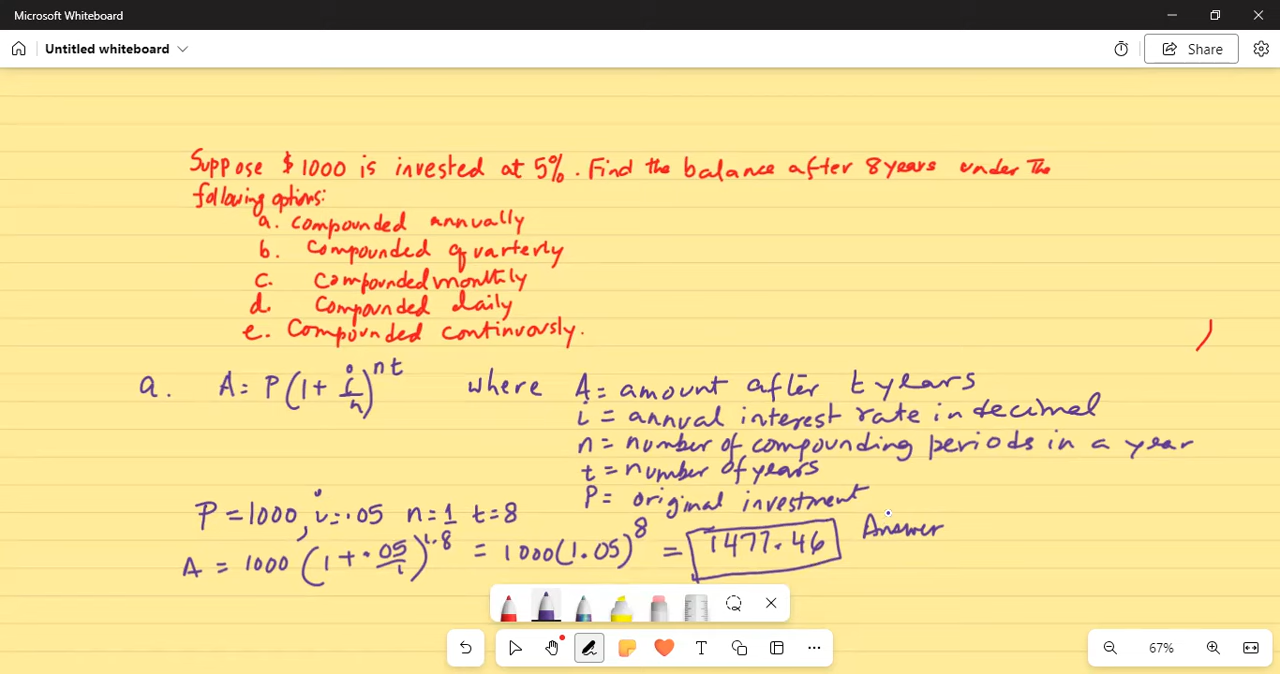 Microsoft Whiteboard
Untitled whiteboard
Share
Suppose $1000 is invested at 5%. Find the balance after 8 years under the
following options:
a. Compounded annually
b. Compounded quarterly
c. Compounded monthly
d. Compounded daily
e. Compounded continuously.
a. A = P(1 + i/n)^nt where A = amount after t years
i = annual interest rate in decimal
n = number of compounding periods in a year
t = number of years
P = original investment
P = 1000, i = .05 n = 1 t = 8
A = 1000 (1 + .05/1)^1.8 = 1000(1.05)^8 = 1477.46 Answer
67%